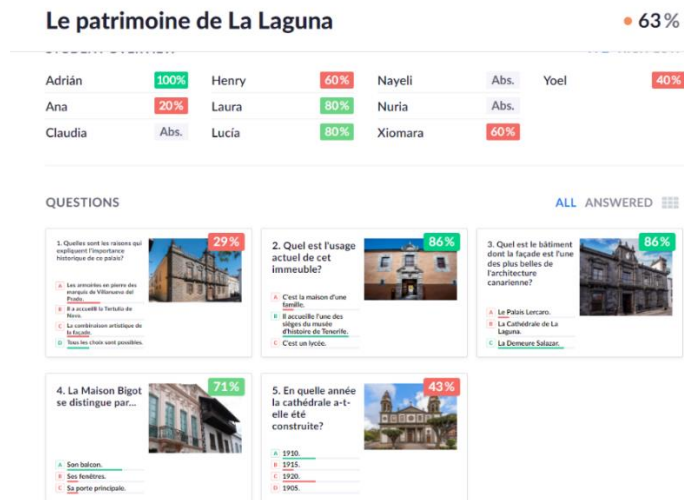 Le patrimoine de La Laguna
63%
Adrián 100% Henry 60% Nayeli Abs. Yoel 40%
Ana 20% Laura 80% Nuria Abs.
Claudia Abs. Lucía 80% Xiomara 60%
QUESTIONS
ALL ANSWERED
1. Quelles sont les raisons qui
expliquent l'importance
historique de ce palais?
29%
A Les armoiries en pierre des
marquis de Villanueva del
Prado.
B Il a accueilli la Tertulia de
Nava.
C La combinaison artistique de
la façade.
D Tous les choix sont possibles.
2. Quel est l'usage
actuel de cet
immeuble?
86%
A C'est la maison d'une
famille.
B Il accueille l'une des
sièges du musée
d'histoire de Tenerife.
C C'est un lycée.
3. Quel est le bâtiment
dont la façade est l'une
des plus belles de
l'architecture
canarienne?
86%
A Le Palais Lercaro.
B La Cathédrale de La
Laguna.
C La Demeure Salazar.
4. La Maison Bigot
se distingue par...
71%
A Son balcon.
B Ses fenêtres.
C Sa porte principale.
5. En quelle année
la cathédrale a-t-
elle été
construite?
43%
A 1910.
B 1915.
C 1920.
D 1905.